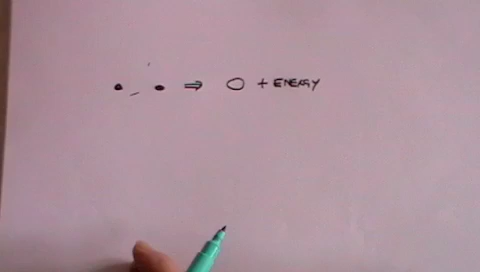 • • ⇒ ○ + ENERGY